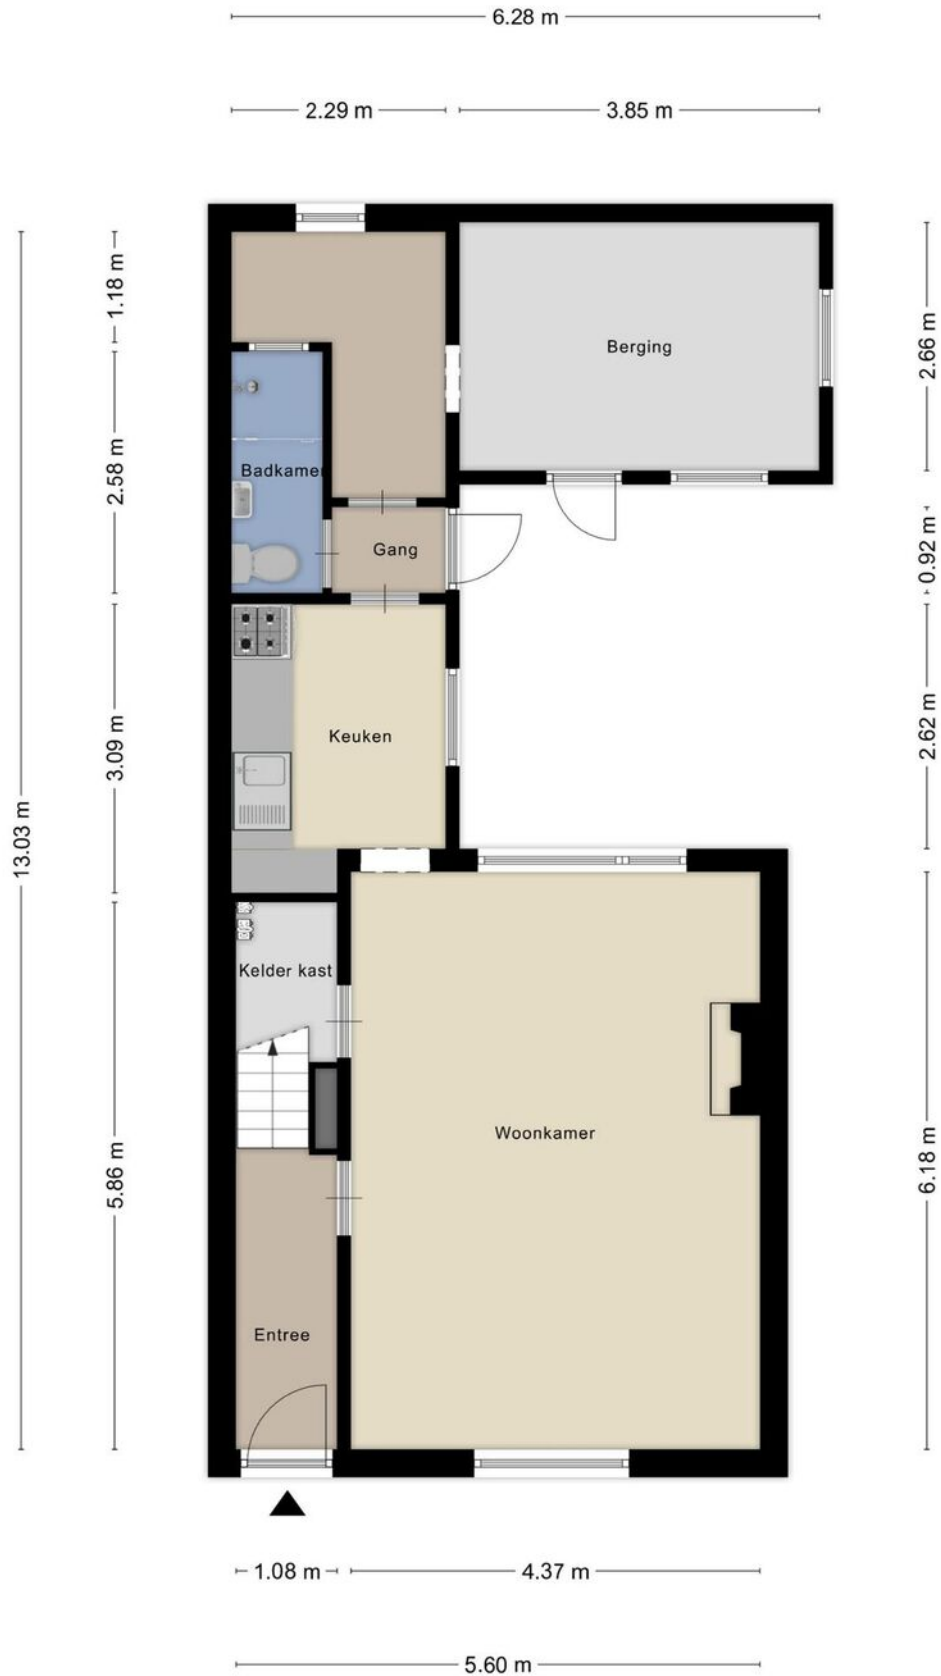 6.28 m
2.29 m
3.85 m
1.18 m
2.66 m
Berging
2.58 m
Badkamer
0.92 m
Gang
3.09 m
2.62 m
Keuken
13.03 m
Kelder kast
5.86 m
6.18 m
Woonkamer
Entree
1.08 m
4.37 m
5.60 m